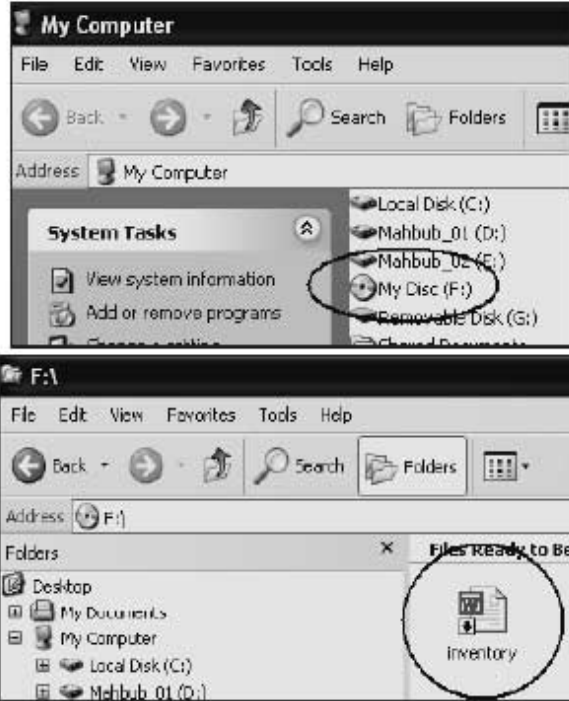 My Computer
File Edit View Favorites Tools Help
Back Search Folders
Address My Computer
Local Disk (C:)
System Tasks Mahbub_01 (D:)
Mahbub_02 (E:)
View system information My Disc (F:)
Add or remove programs Removable Disk (G:)
Shared Documents
F:\
File Edit View Favorites Tools Help
Back Search Folders
Address F:\
Folders Files Ready to Be
Desktop
My Documents
My Computer inventory
Local Disk (C:)
Mahbub_01 (D:)